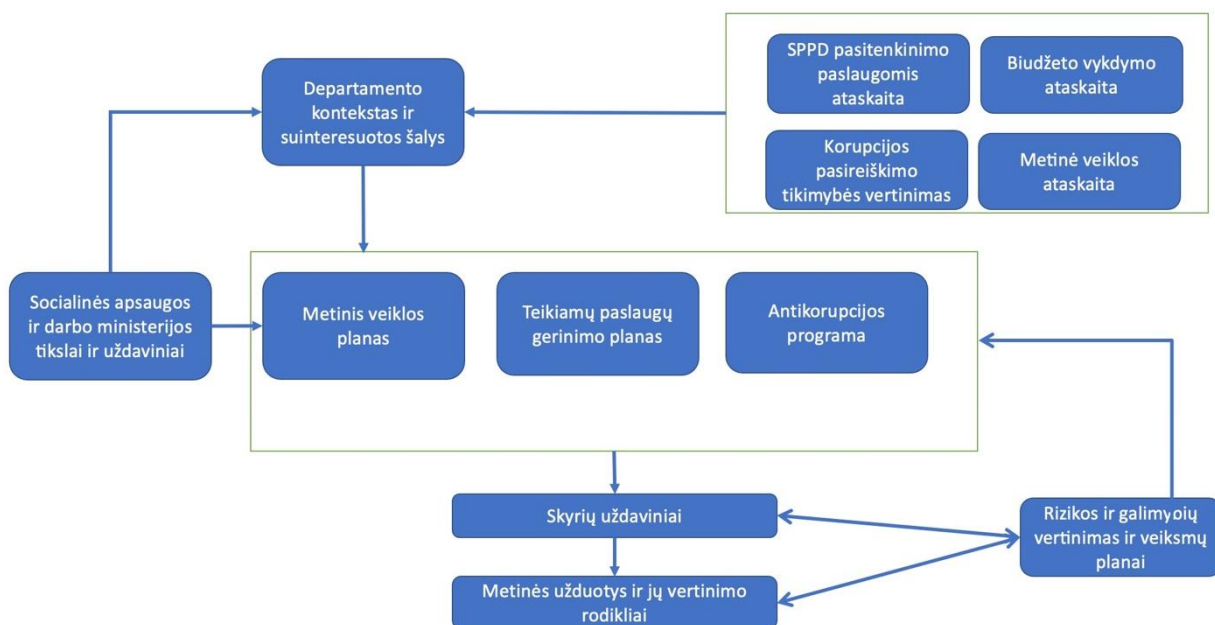 SPPD pasitenkinimo
paslaugomis
ataskaita
Biudžeto vykdymo
ataskaita
Departamento
kontekstas ir
suinteresuotos šalys
Korupcijos
pasireiškimo
tikimybės vertinimas
Metinė veiklos
ataskaita
Socialinės apsaugos
ir darbo ministerijos
tikslai ir uždaviniai
Metinis veiklos
planas
Teikiamų paslaugų
gerinimo planas
Antikorupcijos
programa
Skyrių uždaviniai
Rizikos ir galimybių
vertinimas ir veiksmų
planai
Metinės užduotys ir jų vertinimo
rodikliai